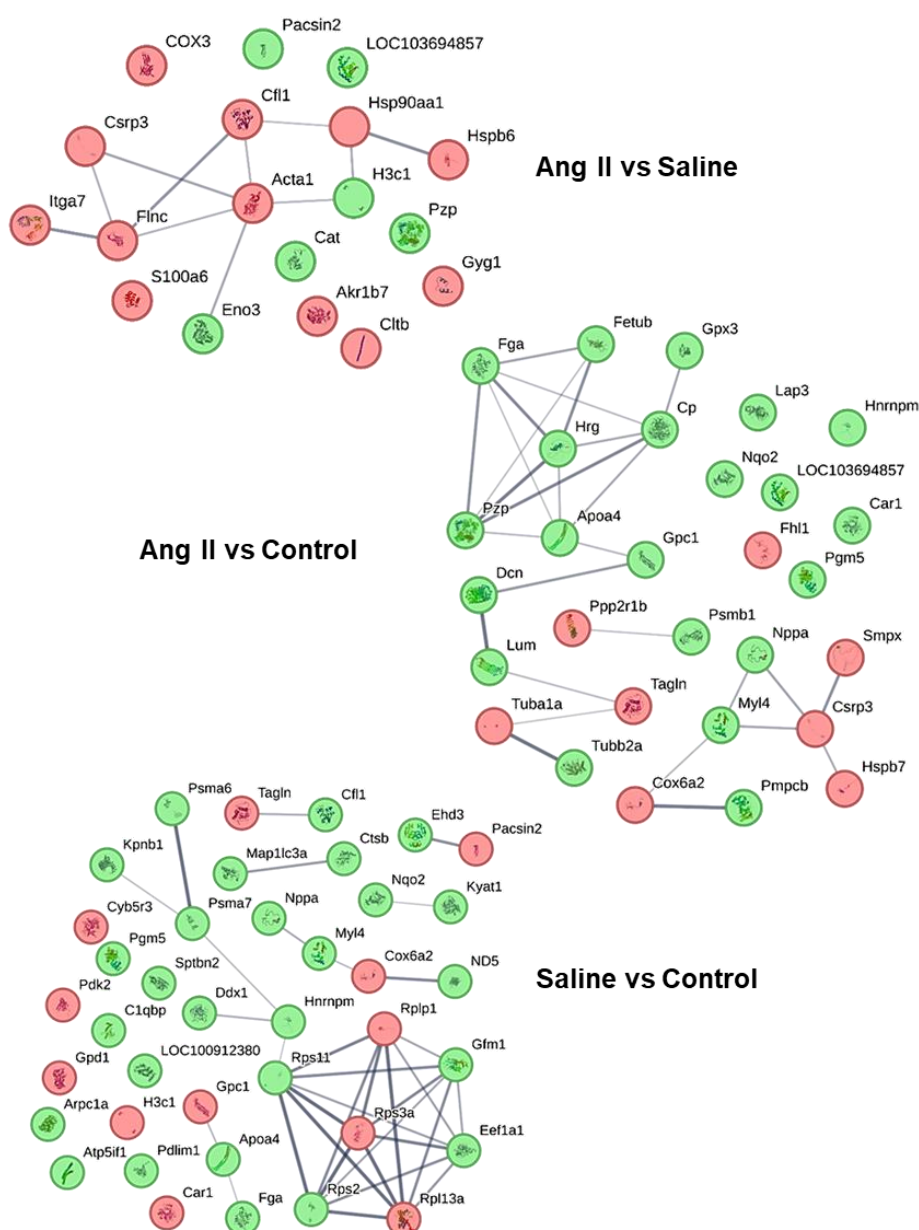 Pacsin2
COX3
LOC103694857
Cfl1
Hsp90aa1
Csrp3
Hspb6
Ang II vs Saline
Acta1
H3c1
Itga7
Flnc
Pzp
Cat
Gyg1
S100a6
Akr1b7
Eno3
Cltb
Fetub
Gpx3
Fga
Lap3
Hnrnpm
Cp
Hrg
Nqo2
LOC103694857
Car1
Pzp
Apoa4
Fhl1
Ang II vs Control
Gpc1
Pgm5
Dcn
Ppp2r1b
Psmb1
Nppa
Smpx
Lum
Tagln
Myl4
Csrp3
Tuba1a
Tubb2a
Hspb7
Cox6a2
Pmpcb
Psma6
Tagln
Cfl1
Ehd3
Pacsin2
Kpnb1
Map1lc3a
Ctsb
Nqo2
Kyat1
Cyb5r3
Psma7
Nppa
Pgm5
Myl4
Cox6a2
ND5
Saline vs Control
Sptbn2
Pdk2
Ddx1
Hnrnpm
C1qbp
Rplp1
Gfm1
LOC100912380
Gpd1
Rps11
Gpc1
Arpc1a
H3c1
Rps3a
Eef1a1
Apoa4
Atp5if1
Pdlim1
Rps2
Rpl13a
Car1
Fga